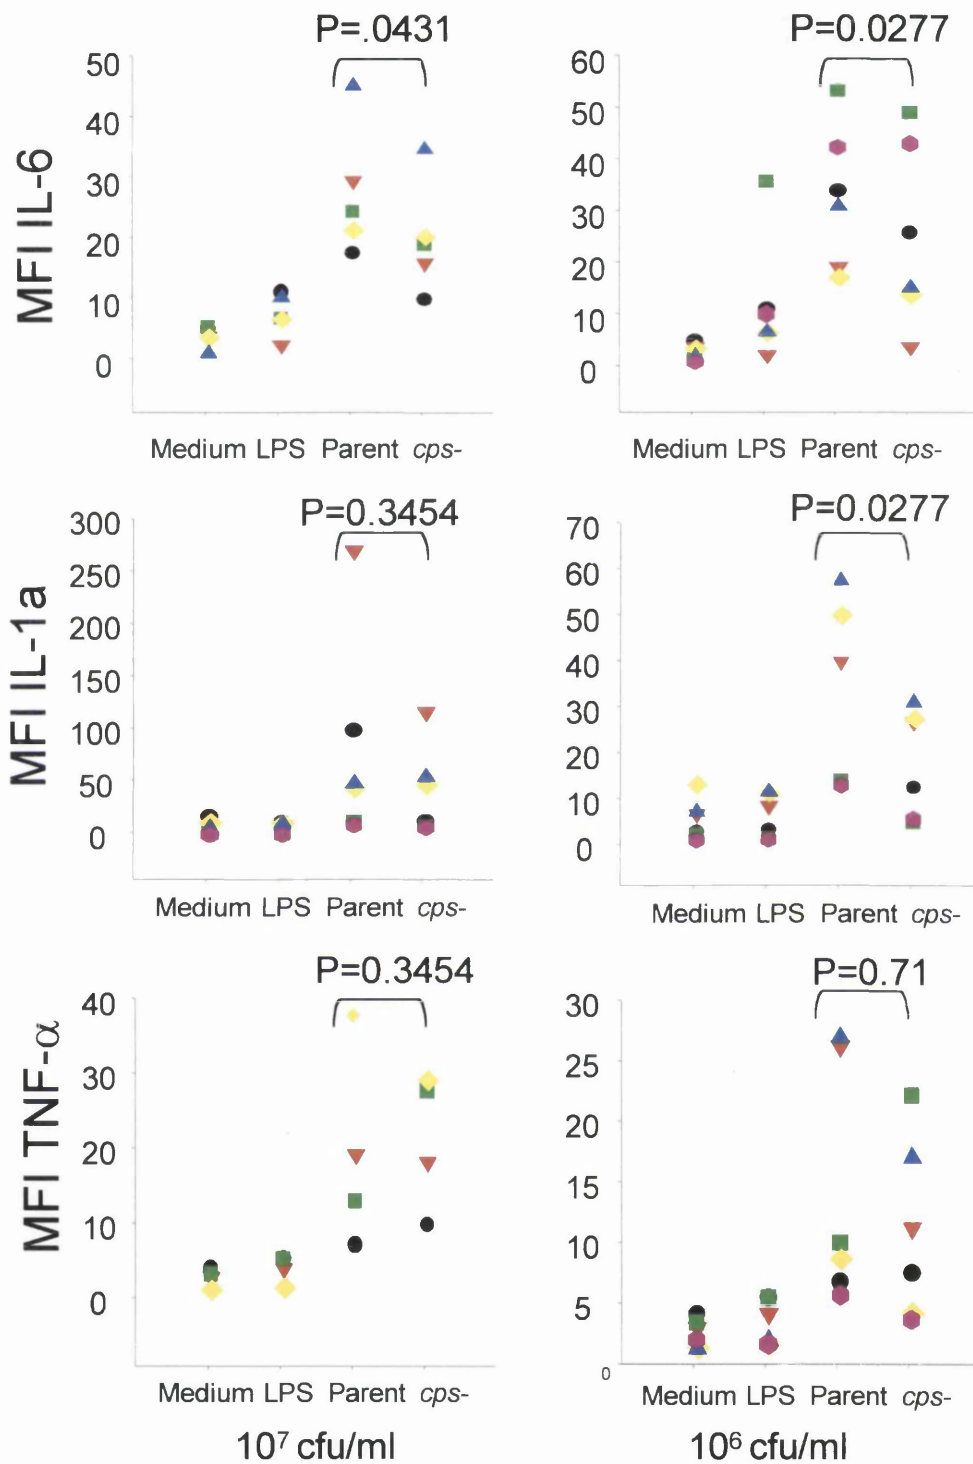 P=.0431
MFI IL-6
50
40
30
20
10
0
Medium LPS Parent cps-
P=0.0277
60
50
40
30
20
10
0
Medium LPS Parent cps-
P=0.3454
MFI IL-1a
300
250
200
150
100
50
0
Medium LPS Parent cps-
P=0.0277
70
60
50
40
30
20
10
0
Medium LPS Parent cps-
P=0.3454
MFI TNF-α
40
30
20
10
0
Medium LPS Parent cps-
10⁷ cfu/ml
P=0.71
30
25
20
15
10
5
0
Medium LPS Parent cps-
10⁶ cfu/ml